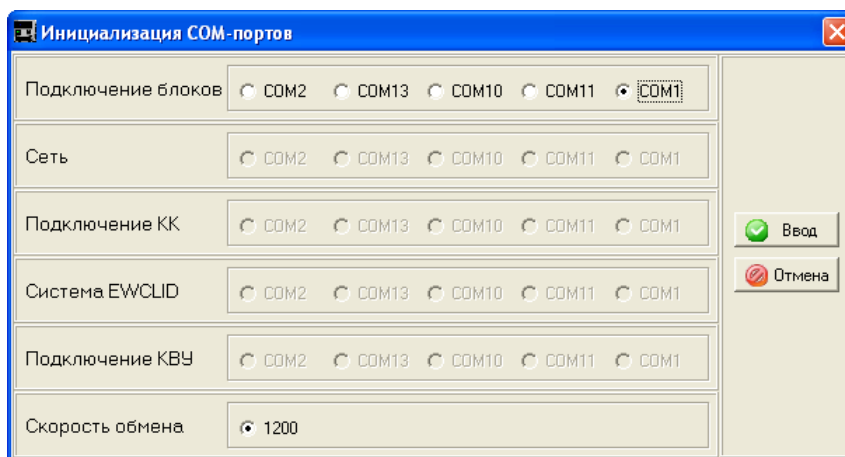 Инициализация COM-портов
Подключение блоков COM2 COM13 COM10 COM11 COM1
Сеть COM2 COM13 COM10 COM11 COM1
Подключение КК COM2 COM13 COM10 COM11 COM1
Ввод
Система EWCLID COM2 COM13 COM10 COM11 COM1
Отмена
Подключение КВУ COM2 COM13 COM10 COM11 COM1
Скорость обмена 1200